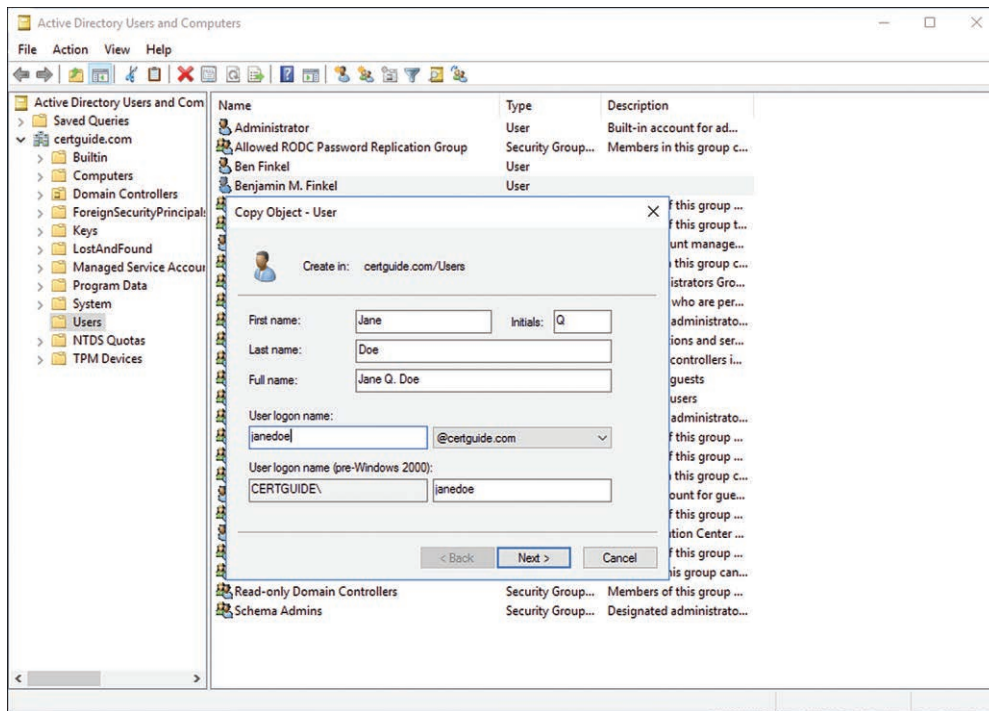 Active Directory Users and Computers
File Action View Help
Active Directory Users and Com
Saved Queries
certguide.com
Builtin
Computers
Domain Controllers
ForeignSecurityPrincipal
Keys
LostAndFound
Managed Service Accour
Program Data
System
Users
NTDS Quotas
TPM Devices
Name Type Description
Administrator User Built-in account for ad...
Allowed RODC Password Replication Group Security Group... Members in this group c...
Ben Finkel User
Benjamin M. Finkel User
of this group ...
f this group t...
unt manage...
this group c...
istrators Gro...
who are per...
administrato...
ions and ser...
controllers i...
guests
users
administrato...
f this group ...
f this group ...
this group c...
ount for gue...
f this group ...
ution Center ...
f this group ...
is group can...
Read-only Domain Controllers Security Group... Members of this group ...
Schema Admins Security Group... Designated administrato...
Copy Object - User
Create in: certguide.com/Users
First name: Jane Initials: Q
Last name: Doe
Full name: Jane Q. Doe
User logon name:
janedoe @certguide.com
User logon name (pre-Windows 2000):
CERTGUIDE\ janedoe
< Back Next > Cancel